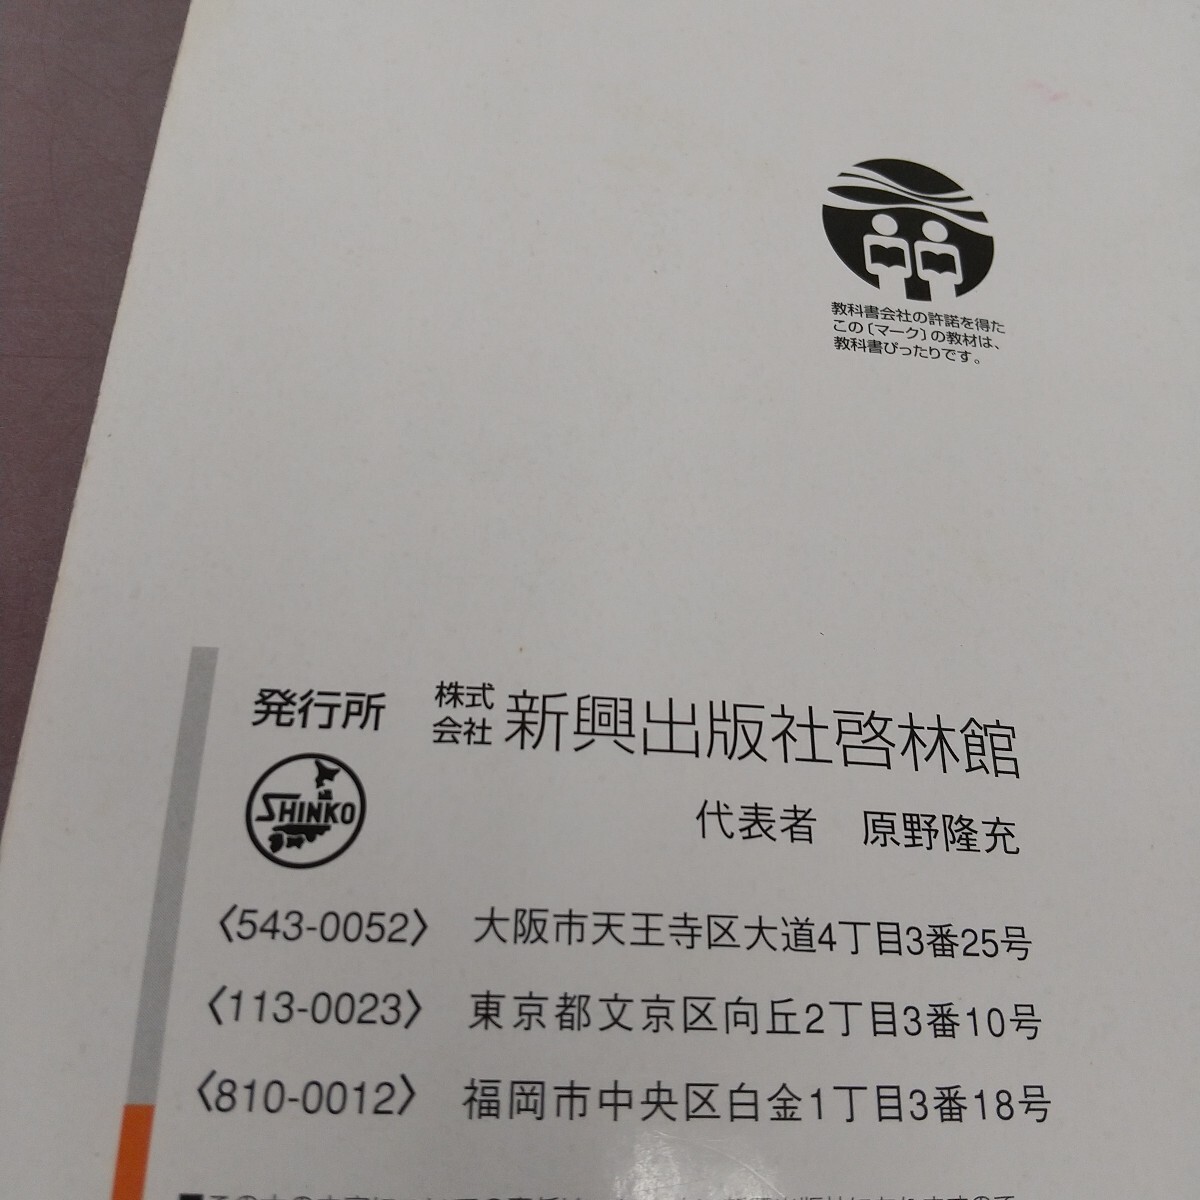 教科書会社の許諾を得た
この〔マーク〕の教材は、
教科書ぴったりです。
発行所 株式会社 新興出版社啓林館
SHINKO
代表者 原野隆充
〈543-0052〉 大阪市天王寺区大道4丁目3番25号
〈113-0023〉 東京都文京区向丘2丁目3番10号
〈810-0012〉 福岡市中央区白金1丁目3番18号